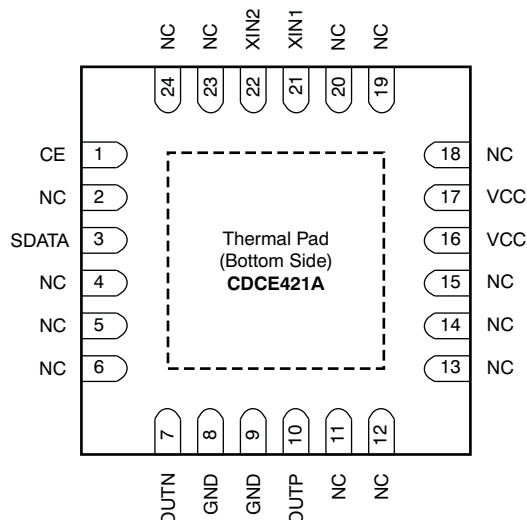 NC NC XIN2 XIN1 NC NC
24 23 22 21 20 19
CE 1 18 NC
NC 2 17 VCC
SDATA 3 16 VCC
NC 4 15 NC
NC 5 14 NC
NC 6 13 NC
Thermal Pad
(Bottom Side)
CDCE421A
7 8 9 10 11 12
OUTN GND GND OUTP NC NC